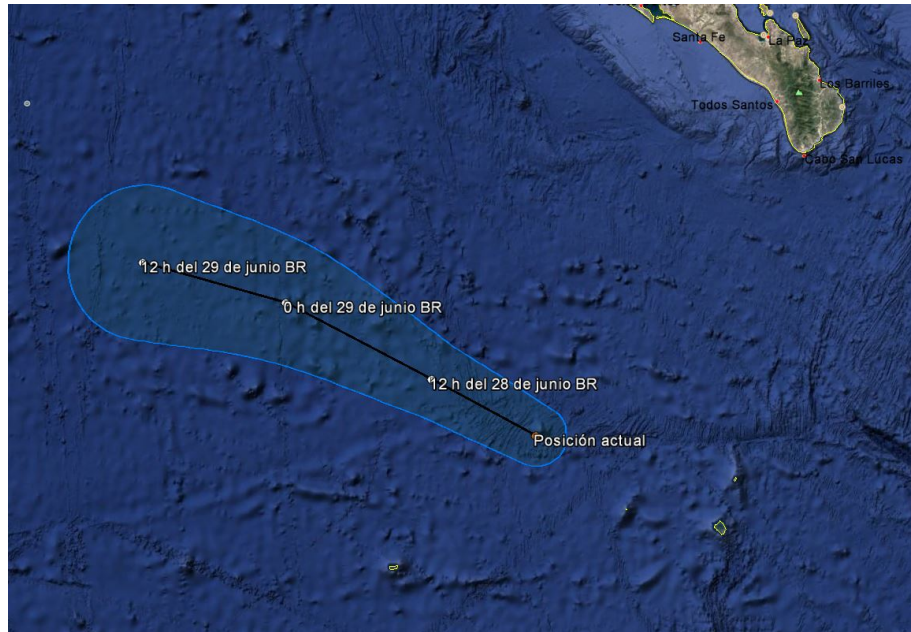 Santa Fe
La Paz
Los Barriles
Todos Santos
Cabo San Lucas
12 h del 29 de junio BR
0 h del 29 de junio BR
12 h del 28 de junio BR
Posición actual